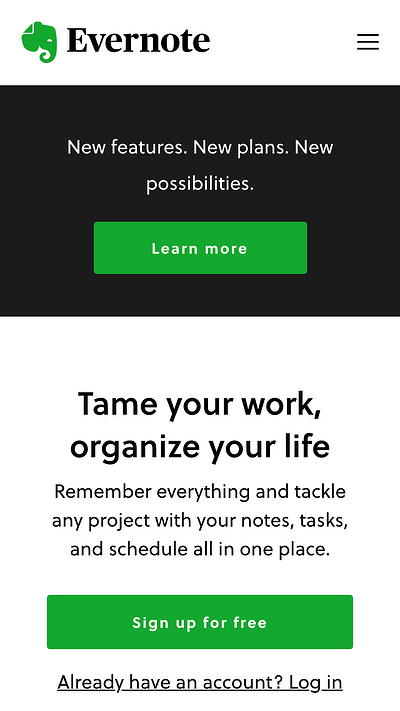 Evernote
New features. New plans. New
possibilities.
Learn more
Tame your work,
organize your life
Remember everything and tackle
any project with your notes, tasks,
and schedule all in one place.
Sign up for free
Already have an account? Log in